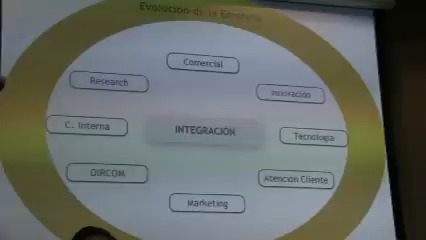 Evolución de la Empresa
Comercial
Research
Innovación
C. Interna
INTEGRACIÓN
Tecnología
DIRCOM
Atención Cliente
Marketing